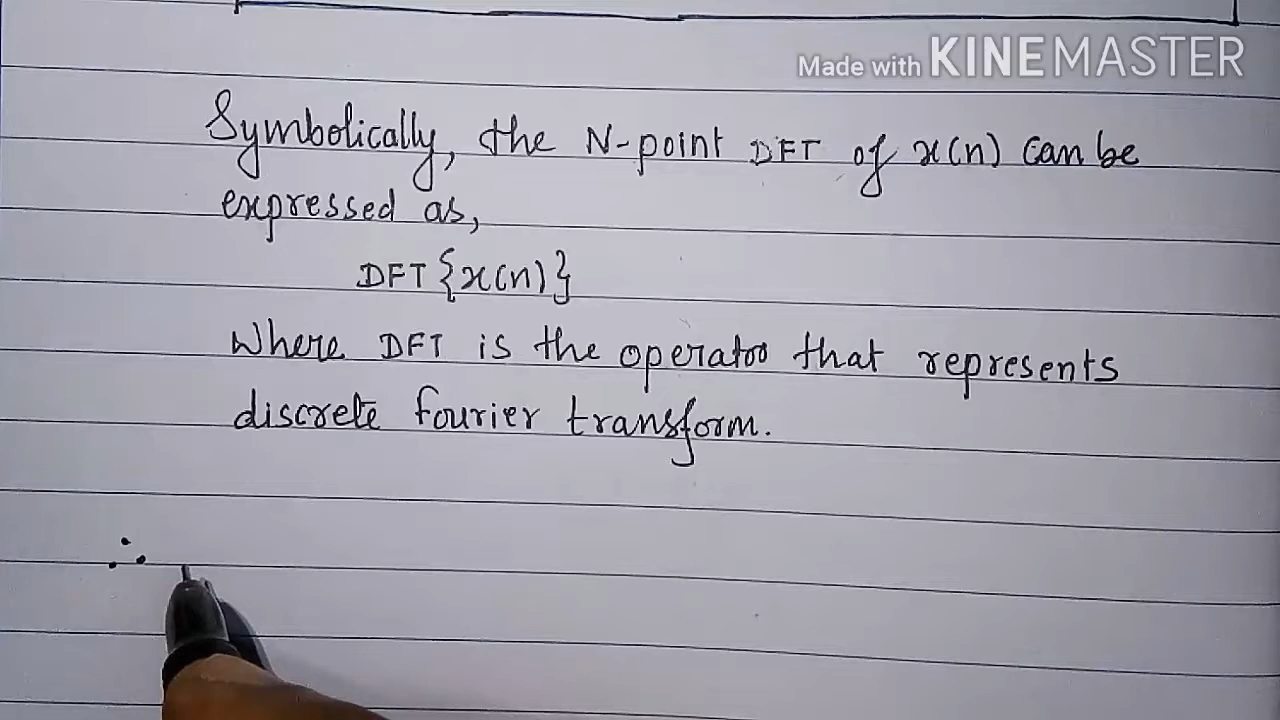 Made with KINEMASTER
Symbolically, the N-point DFT of x(n) can be
expressed as,
DFT{x(n)}
Where DFT is the operator that represents
discrete fourier transform.
∴